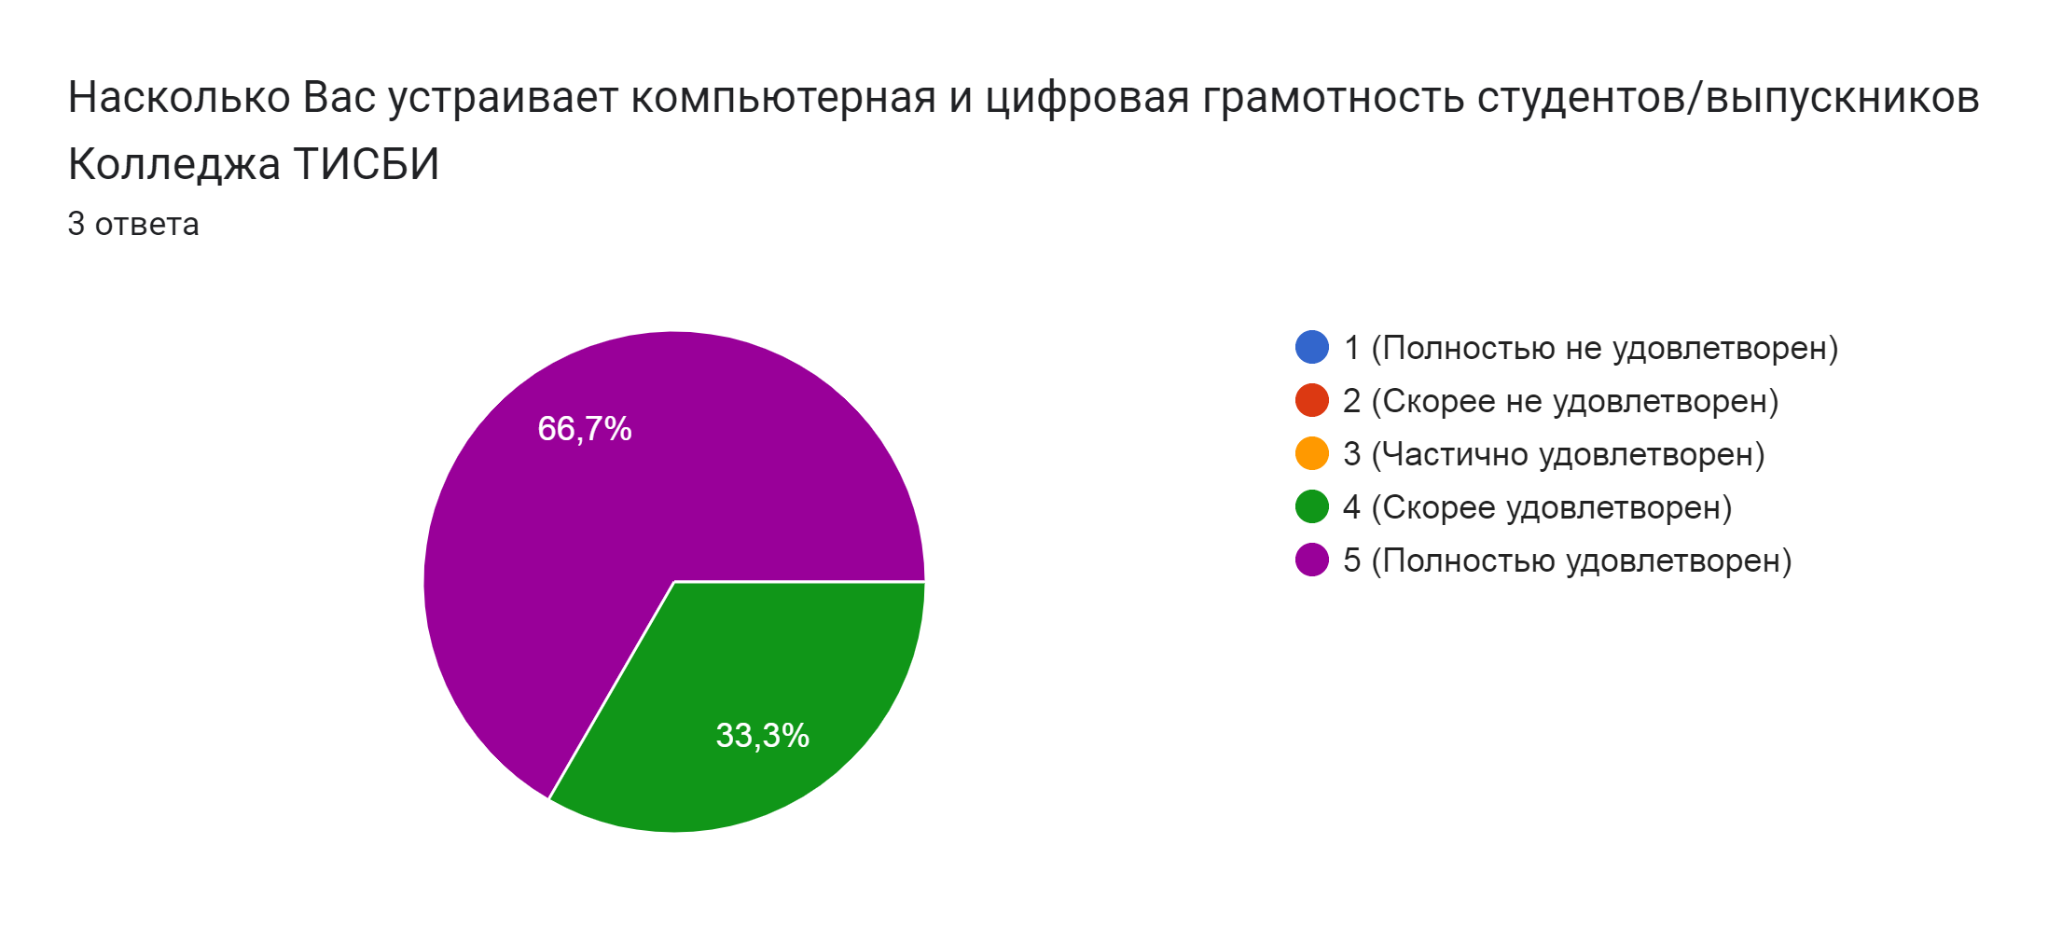 Насколько Вас устраивает компьютерная и цифровая грамотность студентов/выпускников
Колледжа ТИСБИ
3 ответа
66,7%
33,3%
1 (Полностью не удовлетворен)
2 (Скорее не удовлетворен)
3 (Частично удовлетворен)
4 (Скорее удовлетворен)
5 (Полностью удовлетворен)